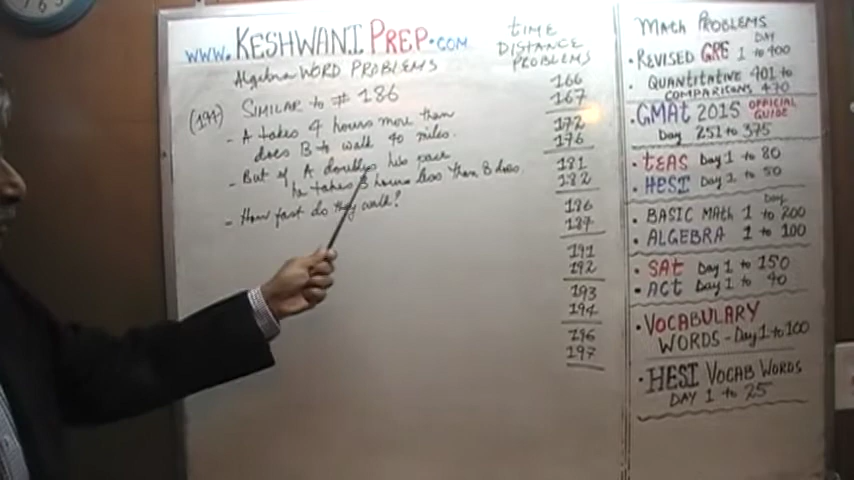 www.KESHWANI PREP.COM
Algebra WORD PROBLEMS
(197) SIMILAR to # 186
- A takes 4 hours more than
does B to walk 40 miles.
- But if A doubles his pace
he takes 3 hours less than B does
- How fast do they walk?
tiME
DISTANCE
PROBLEMS
166
167
172
176
181
182
186
187
191
192
193
194
196
197
MATH PROBLEMS
DAY
• REVISED GRE 1 to 400
• QUANTITATIVE 401 to
COMPARISONS 470
• GMAt 2015 OFFICIAL GUIDE
Day 251 to 375
• tEAS Day 1 to 80
• HESI Day 1 to 50
Day
• BASIC MAth 1 to 200
• ALGEBRA 1 to 100
• SAt Day 1 to 150
• ACt Day 1 to 40
• VOCABULARY
WORDS - Day 1 to 100
• HESI VOCAB WORDS
DAY 1 to 25